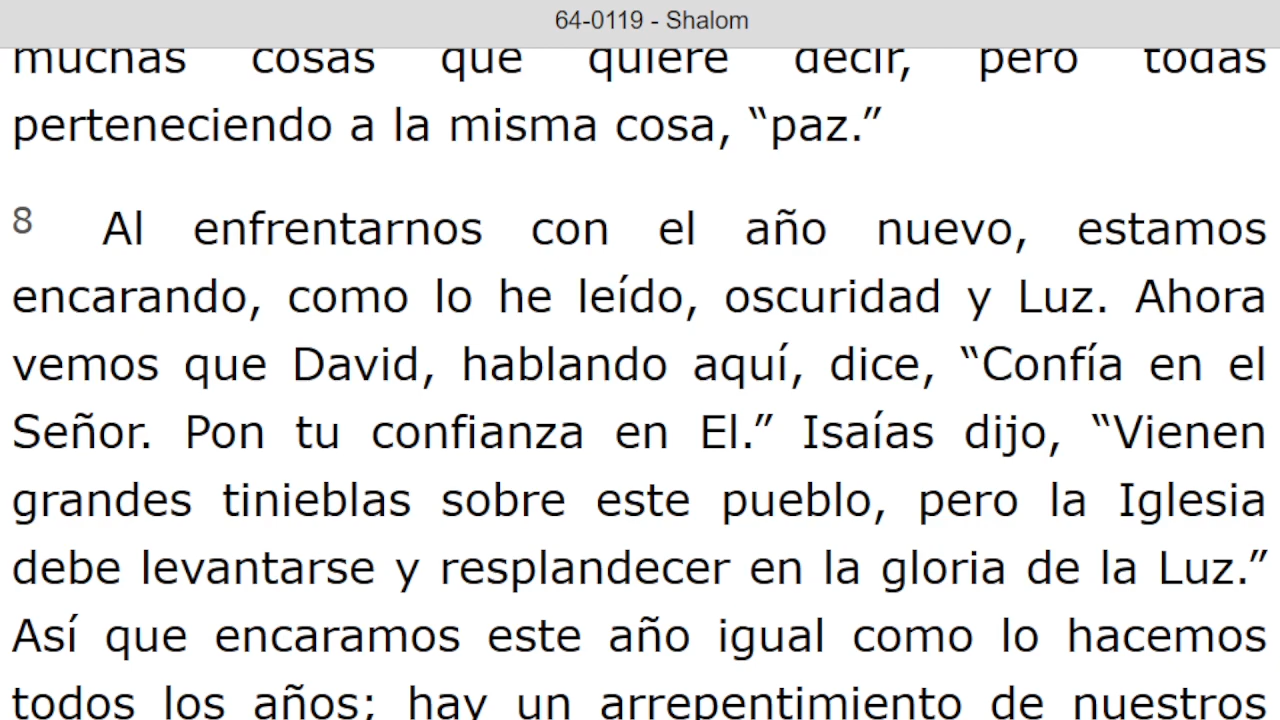 64-0119 - Shalom
muchas cosas que quiere decir, pero todas
perteneciendo a la misma cosa, “paz.”
8 Al enfrentarnos con el año nuevo, estamos
encarando, como lo he leído, oscuridad y Luz. Ahora
vemos que David, hablando aquí, dice, “Confía en el
Señor. Pon tu confianza en El.” Isaías dijo, “Vienen
grandes tinieblas sobre este pueblo, pero la Iglesia
debe levantarse y resplandecer en la gloria de la Luz.”
Así que encaramos este año igual como lo hacemos
todos los años; hay un arrepentimiento de nuestros